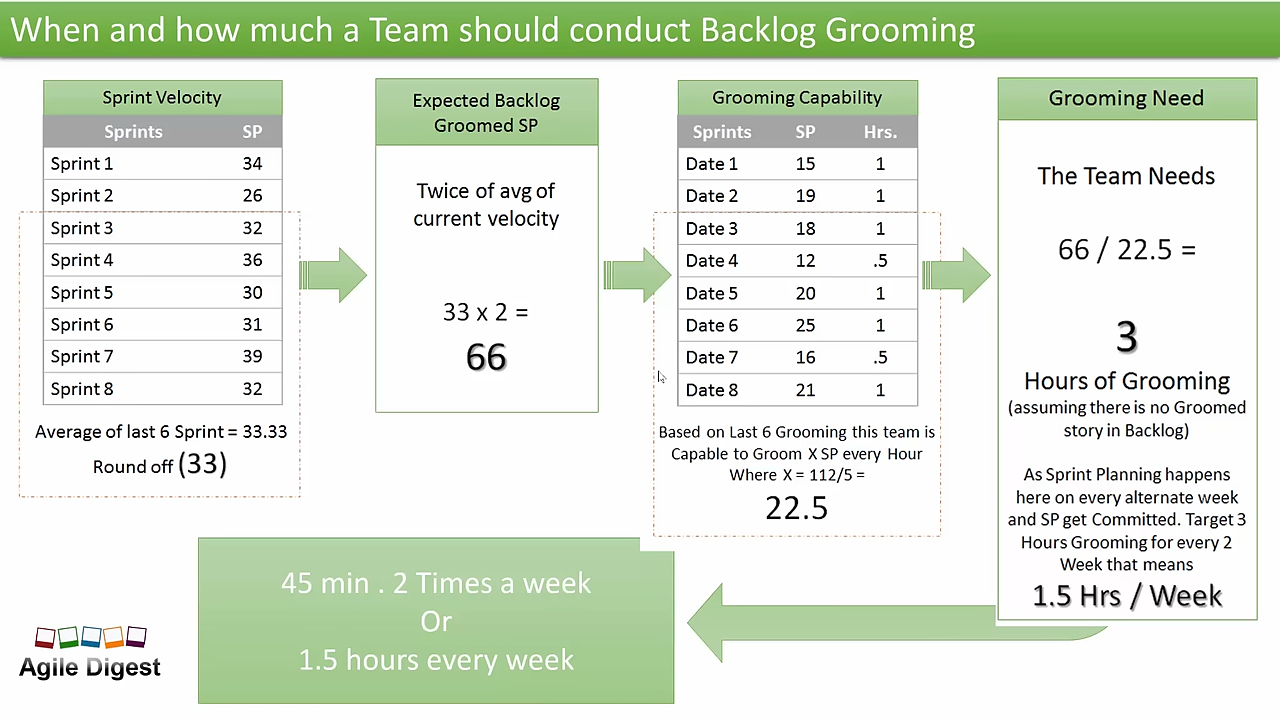 When and how much a Team should conduct Backlog Grooming
Sprint Velocity
Sprints SP
Sprint 1 34
Sprint 2 26
Sprint 3 32
Sprint 4 36
Sprint 5 30
Sprint 6 31
Sprint 7 39
Sprint 8 32
Average of last 6 Sprint = 33.33
Round off (33)
Expected Backlog
Groomed SP
Twice of avg of
current velocity
33 x 2 =
66
Grooming Capability
Sprints SP Hrs.
Date 1 15 1
Date 2 19 1
Date 3 18 1
Date 4 12 .5
Date 5 20 1
Date 6 25 1
Date 7 16 .5
Date 8 21 1
Based on Last 6 Grooming this team is
Capable to Groom X SP every Hour
Where X = 112/5 =
22.5
Grooming Need
The Team Needs
66 / 22.5 =
3
Hours of Grooming
(assuming there is no Groomed
story in Backlog)
As Sprint Planning happens
here on every alternate week
and SP get Committed. Target 3
Hours Grooming for every 2
Week that means
1.5 Hrs / Week
45 min . 2 Times a week
Or
1.5 hours every week
Agile Digest